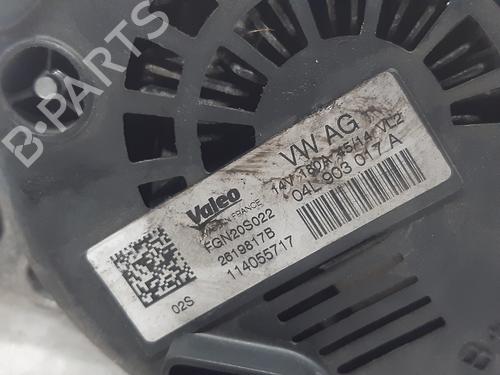 B-PARTS
VW AG
14V 180A 45/14 VL2
04L 903 017 A
Valeo
MADE IN FRANCE
FGN20S022
2619817B
114055717
02S